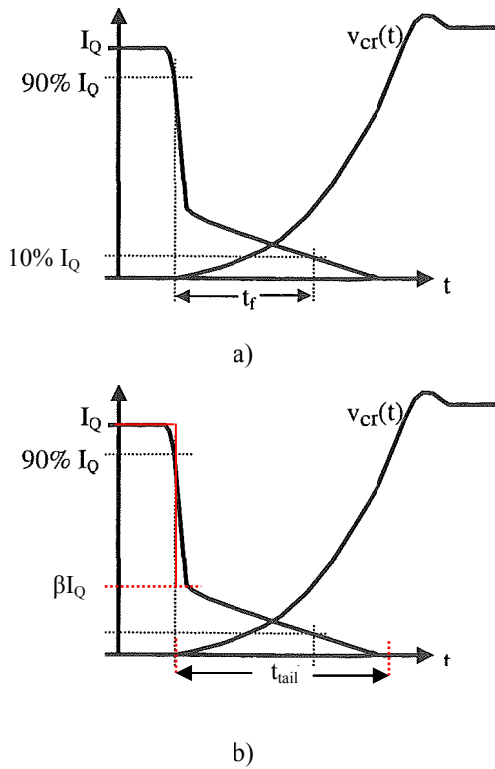 I_Q
v_cr(t)
90% I_Q
10% I_Q
t_f
t
a)
I_Q
v_cr(t)
90% I_Q
βI_Q
t_tail
t
b)